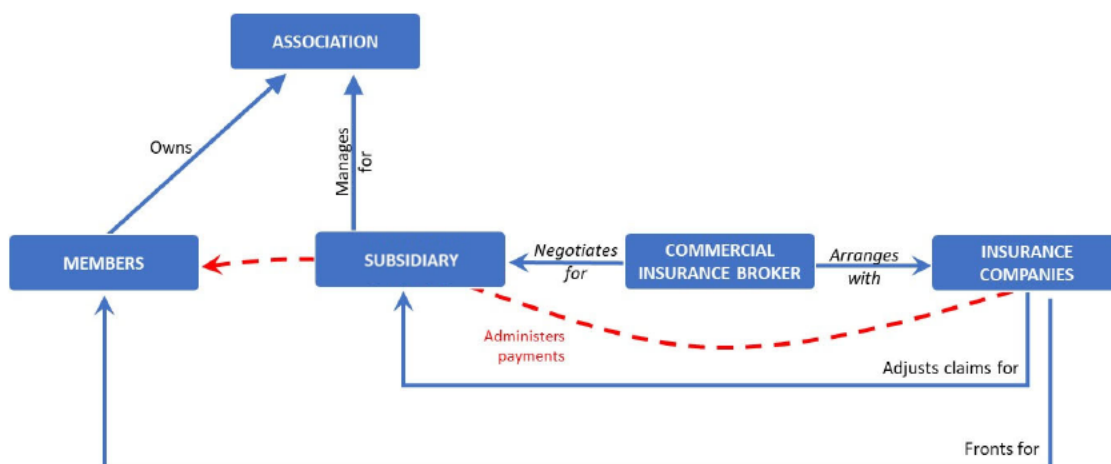 ASSOCIATION
Owns
Manages
for
MEMBERS
SUBSIDIARY
Negotiates
for
COMMERCIAL
INSURANCE BROKER
Arranges
with
INSURANCE
COMPANIES
Administers
payments
Adjusts claims for
Fronts for